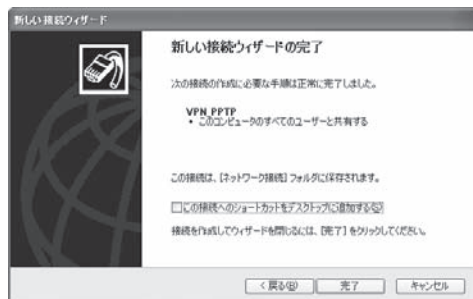 新しい接続ウィザード
新しい接続ウィザードの完了
次の接続の作成に必要な手順は正常に完了しました。
VPN_PPTP
• このコンピュータのすべてのユーザーと共有する
この接続は、[ネットワーク接続] フォルダに保存されます。
この接続へのショートカットをデスクトップに追加する(S)
接続を作成してウィザードを閉じるには、[完了] をクリックしてください。
< 戻る(B)
完了
キャンセル